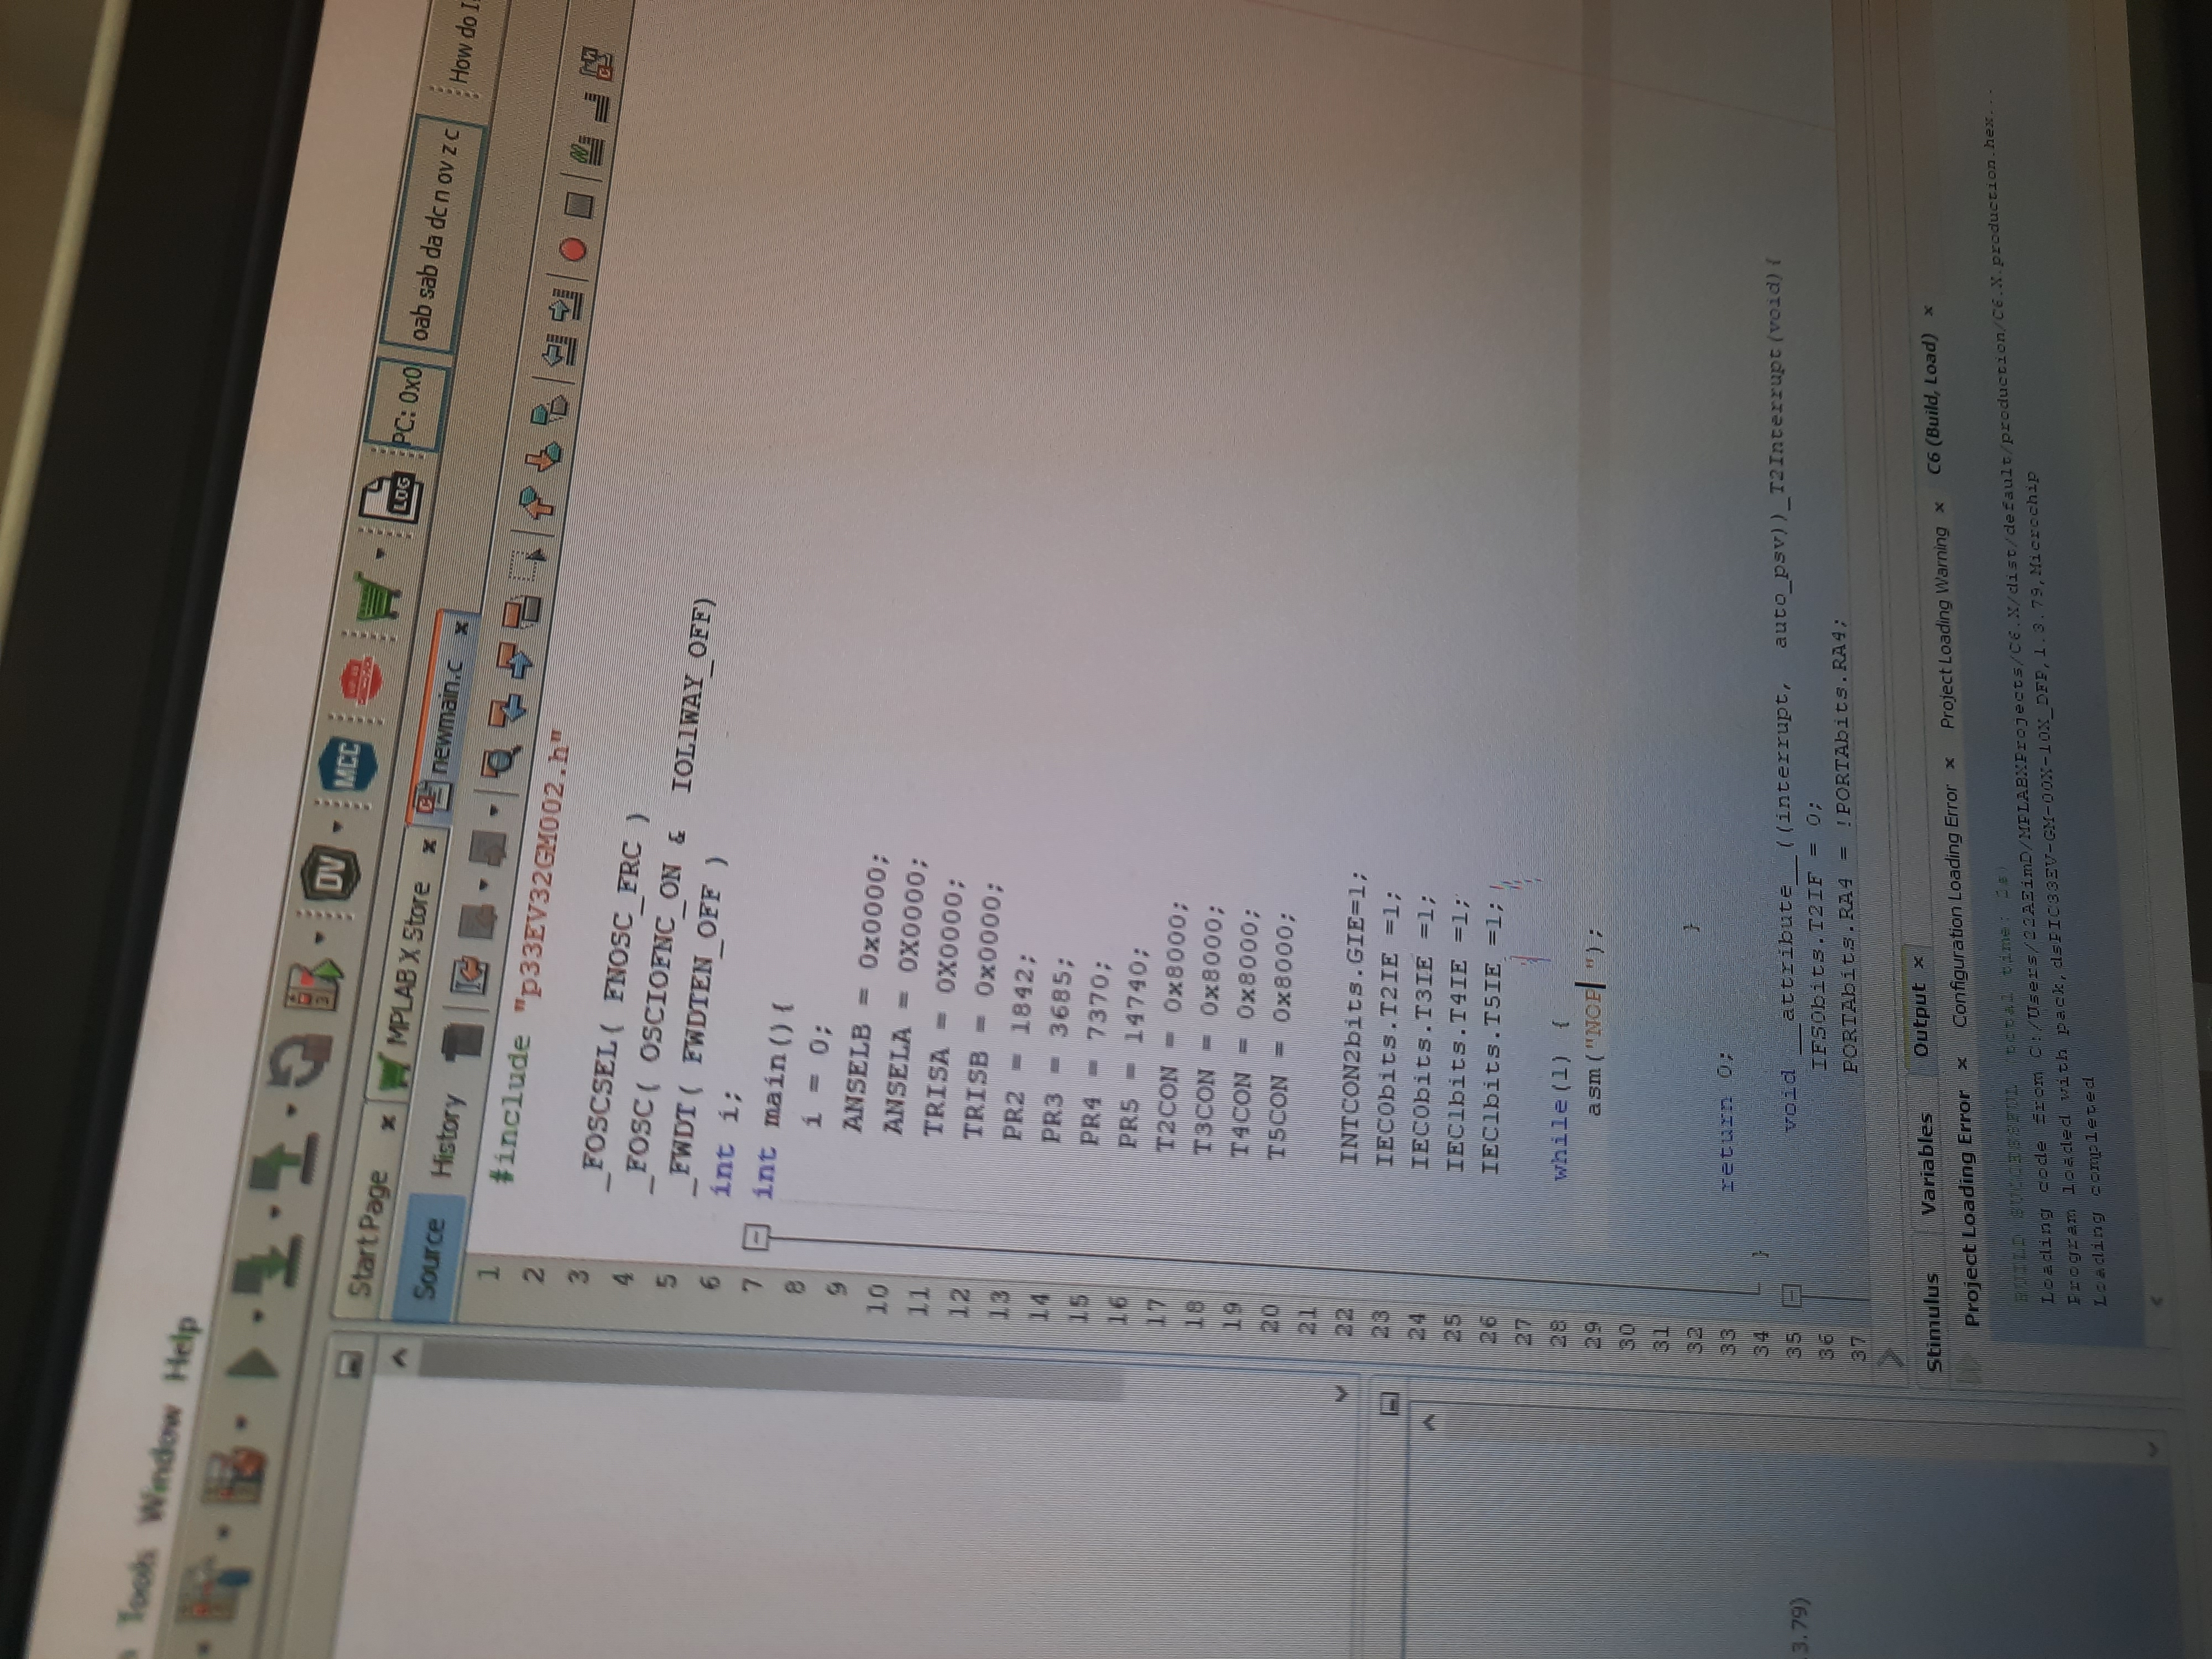 Tools Window Help
DV
MCC
LOG
PC: 0x0
oab sab da dc n ov z c
How do I
Start Page
MPLAB X Store
newmain.c
Source History
1 #include "p33EV32GM002.h"
2
3 _FOSCSEL( FNOSC_FRC )
4 _FOSC( OSCIOFNC_ON & IOL1WAY_OFF)
5 _FWDT( FWDTEN_OFF )
6 int i;
7 int main(){
8 i = 0;
9 ANSELB = 0x0000;
10 ANSELA = 0X0000;
11 TRISA = 0X0000;
12 TRISB = 0x0000;
13 PR2 = 1842;
14 PR3 = 3685;
15 PR4 = 7370;
16 PR5 = 14740;
17 T2CON = 0x8000;
18 T3CON = 0x8000;
19 T4CON = 0x8000;
20 T5CON = 0x8000;
21
22 INTCON2bits.GIE=1;
23 IEC0bits.T2IE =1;
24 IEC0bits.T3IE =1;
25 IEC1bits.T4IE =1;
26 IEC1bits.T5IE =1;
27
28 while(1) {
29 asm("NOP ");
30
31
32 }
33 return 0;
34 }
35 void __attribute__((interrupt, auto_psv))_T2Interrupt(void){
36 IFS0bits.T2IF = 0;
37 PORTAbits.RA4 = !PORTAbits.RA4;
.3.79)
Stimulus Variables Output
Project Loading Error Configuration Loading Error Project Loading Warning C6 (Build, Load)
BUILD SUCCESSFUL (total time: 2s)
Loading code from C:/Users/22AEimD/MPLABXProjects/C6.X/dist/default/production/C6.X.production.hex...
Program loaded with pack,dsPIC33EV-GM-00X-10X_DFP,1.3.79,Microchip
Loading completed